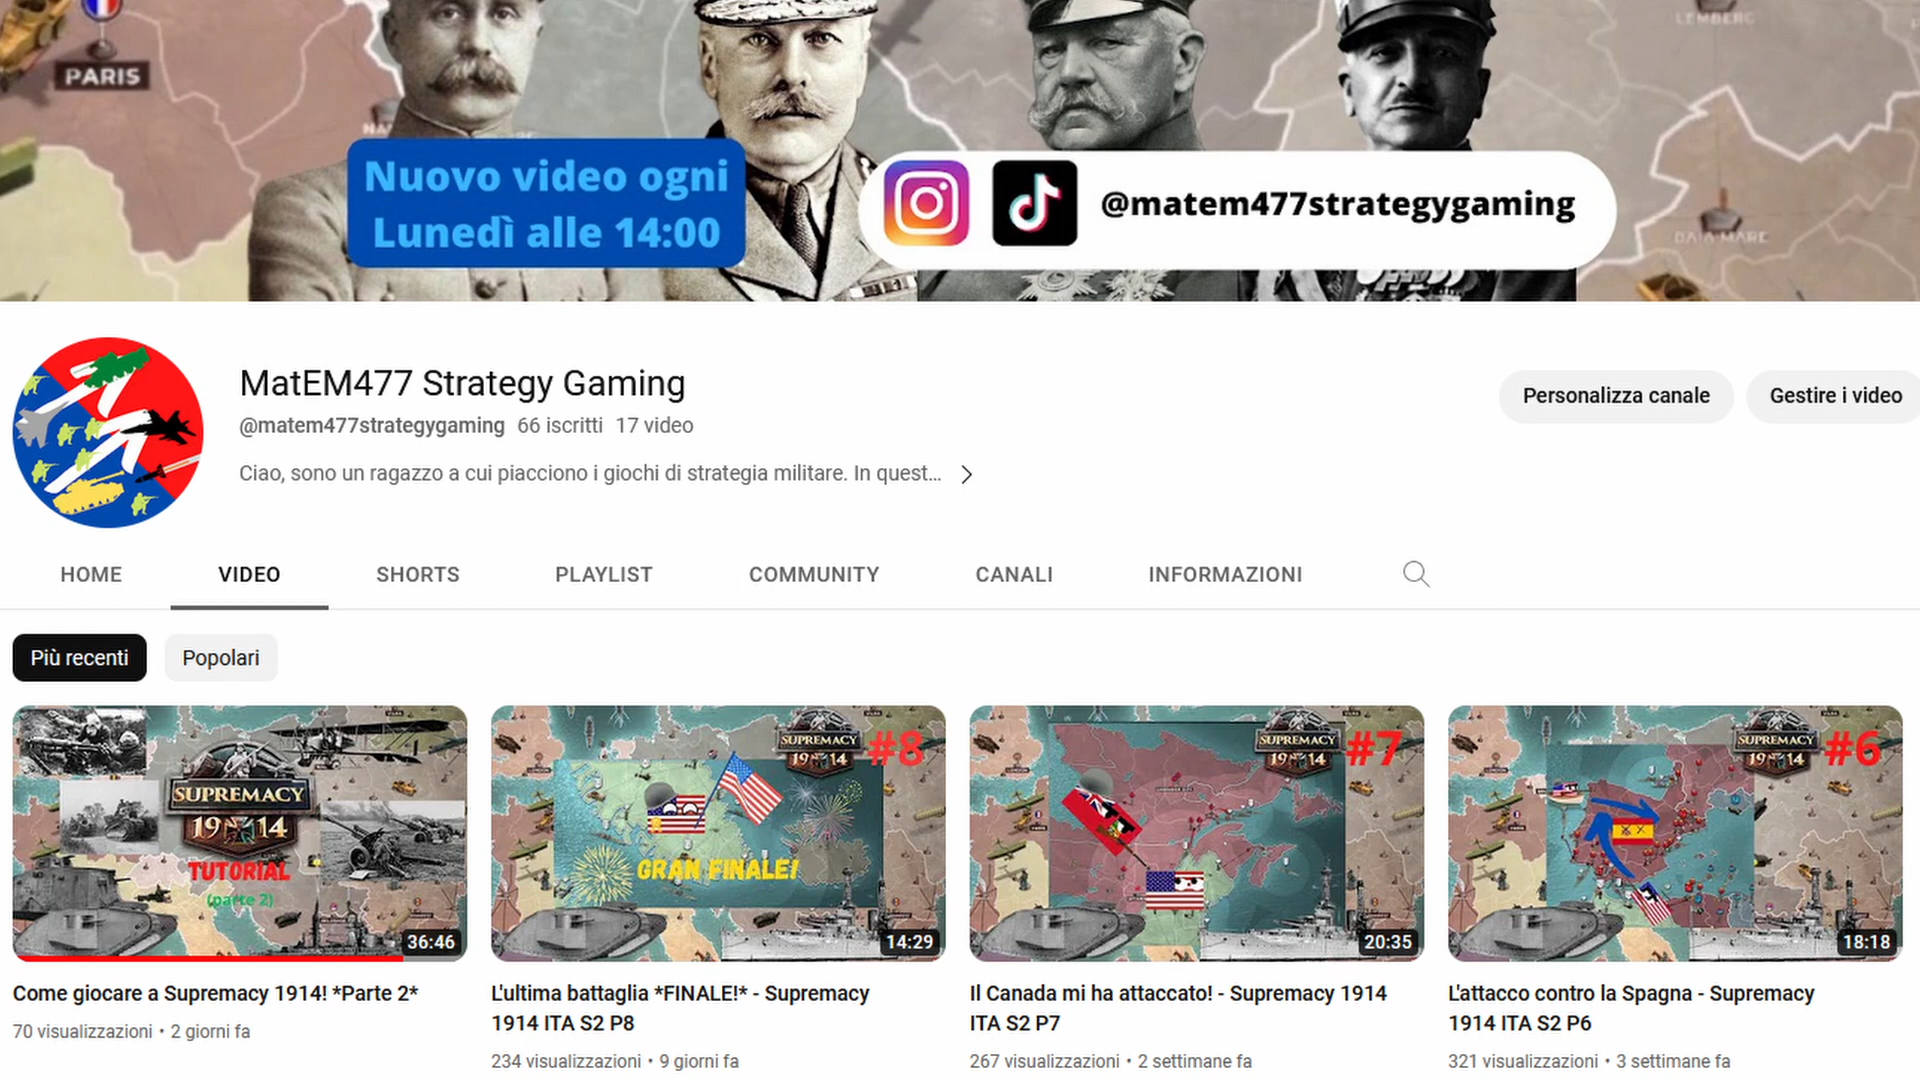 LEMBERG
PARIS
Nuovo video ogni
Lunedì alle 14:00
@matem477strategygaming
BAIA MARE
MatEM477 Strategy Gaming
@matem477strategygaming 66 iscritti 17 video
Ciao, sono un ragazzo a cui piacciono i giochi di strategia militare. In quest...
Personalizza canale
Gestire i video
HOME
VIDEO
SHORTS
PLAYLIST
COMMUNITY
CANALI
INFORMAZIONI
Più recenti
Popolari
SUPREMACY
1914
TUTORIAL
(parte 2)
36:46
SUPREMACY
1914
#8
GRAN FINALE!
14:29
SUPREMACY
1914
#7
20:35
SUPREMACY
1914
#6
18:18
Come giocare a Supremacy 1914! *Parte 2*
70 visualizzazioni • 2 giorni fa
L'ultima battaglia *FINALE!* - Supremacy
1914 ITA S2 P8
234 visualizzazioni • 9 giorni fa
Il Canada mi ha attaccato! - Supremacy 1914
ITA S2 P7
267 visualizzazioni • 2 settimane fa
L'attacco contro la Spagna - Supremacy
1914 ITA S2 P6
321 visualizzazioni • 3 settimane fa